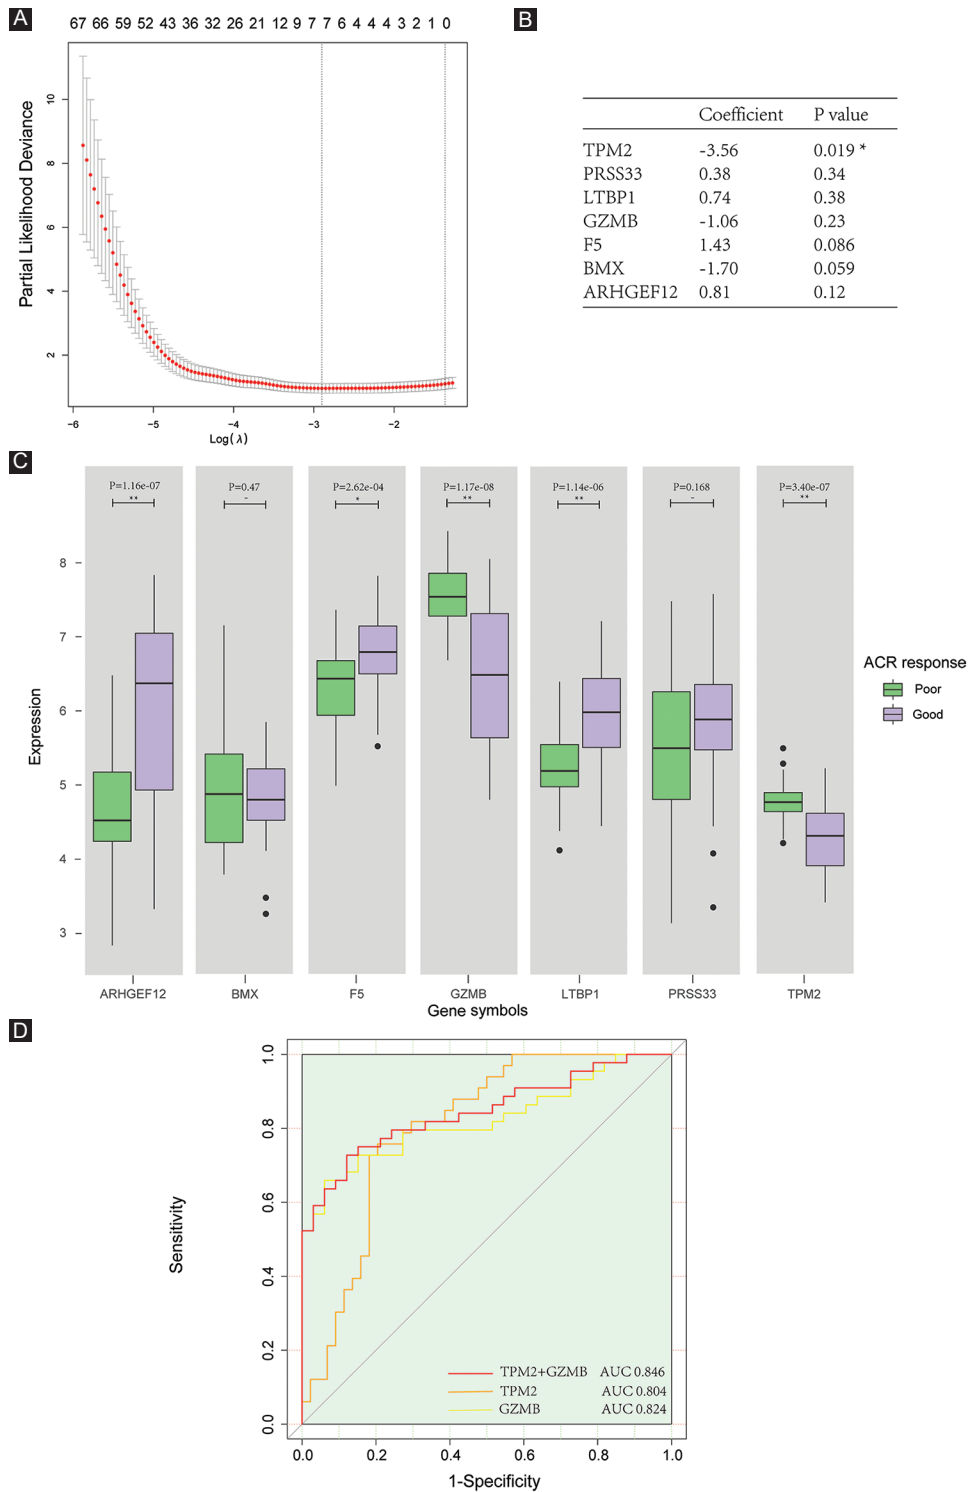 A
67 66 59 52 43 36 32 26 21 12 9 7 7 6 4 4 4 3 2 1 0
Partial Likelihood Deviance
10
8
6
4
2
−6 −5 −4 −3 −2
Log(λ)
B
Coefficient P value
TPM2 -3.56 0.019 *
PRSS33 0.38 0.34
LTBP1 0.74 0.38
GZMB -1.06 0.23
F5 1.43 0.086
BMX -1.70 0.059
ARHGEF12 0.81 0.12
C
P=1.16e-07 P=0.47 P=2.62e-04 P=1.17e-08 P=1.14e-06 P=0.168 P=3.40e-07
** - * ** ** - **
Expression
8
7
6
5
4
3
ARHGEF12 BMX F5 GZMB LTBP1 PRSS33 TPM2
Gene symbols
ACR response
Poor
Good
D
Sensitivity
1.0
0.8
0.6
0.4
0.2
0.0
TPM2+GZMB AUC 0.846
TPM2 AUC 0.804
GZMB AUC 0.824
0.0 0.2 0.4 0.6 0.8 1.0
1-Specificity